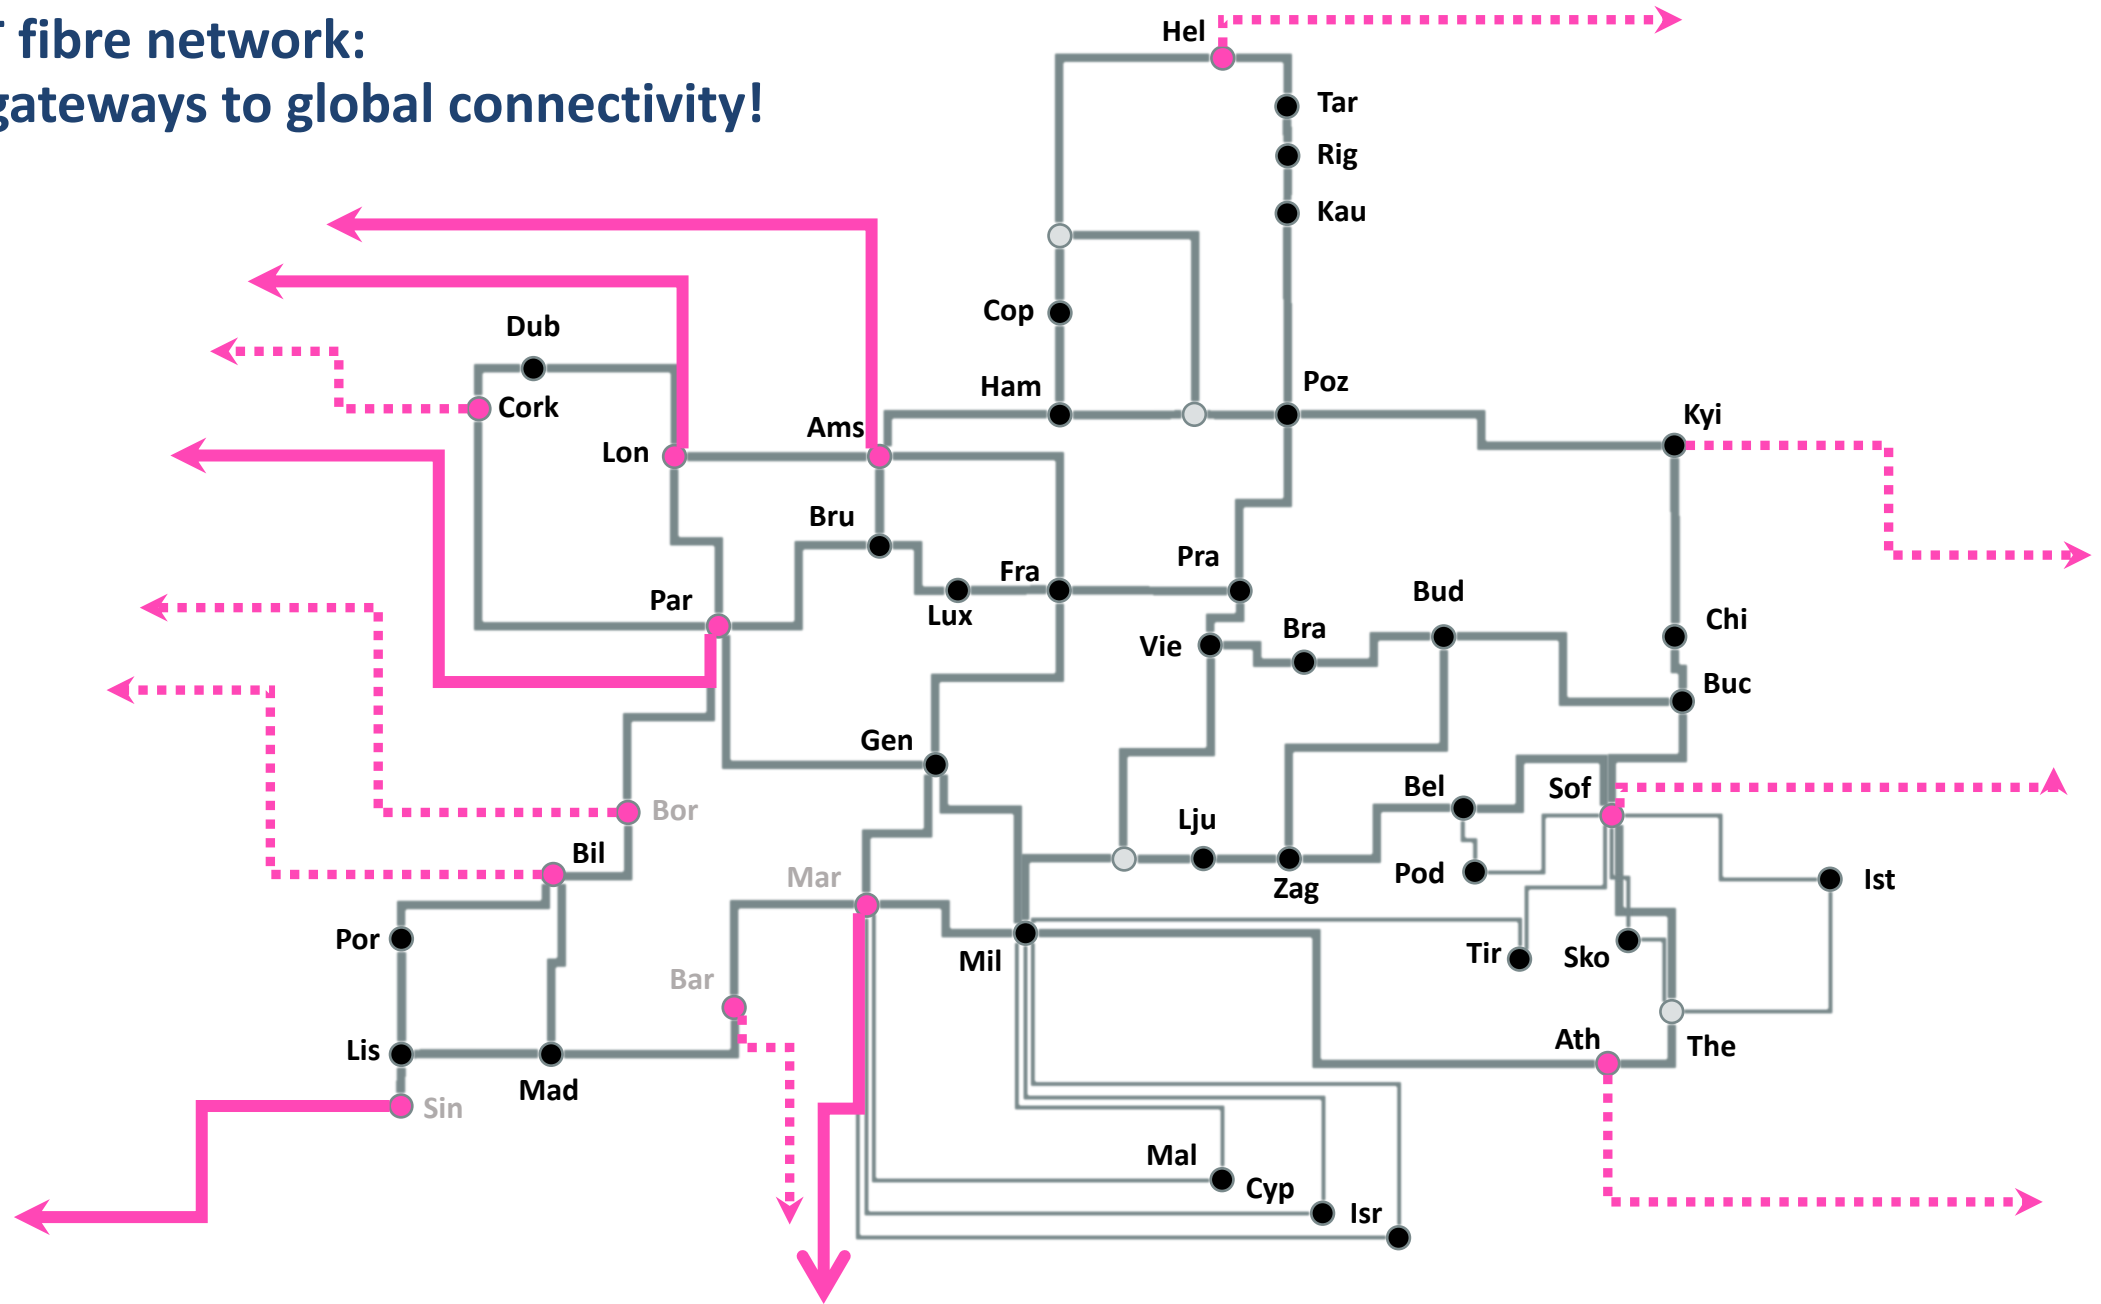 fibre network:
gateways to global connectivity!
Hel
Tar
Rig
Kau
Cop
Dub
Ham
Poz
Cork
Ams
Kyi
Lon
Bru
Fra
Pra
Bud
Par
Lux
Bra
Vie
Chi
Buc
Gen
Bel
Sof
Bor
Lju
Bil
Mar
Zag
Pod
Ist
Por
Mil
Tir
Sko
Bar
Lis
Ath
The
Mad
Sin
Mal
Cyp
Isr